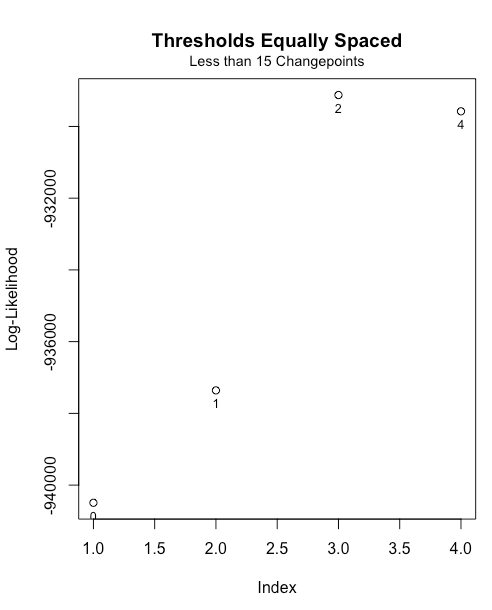 Thresholds Equally Spaced
Less than 15 Changepoints
2
4
-932000
Log-Likelihood
-936000
1
-940000
0
1.0 1.5 2.0 2.5 3.0 3.5 4.0
Index